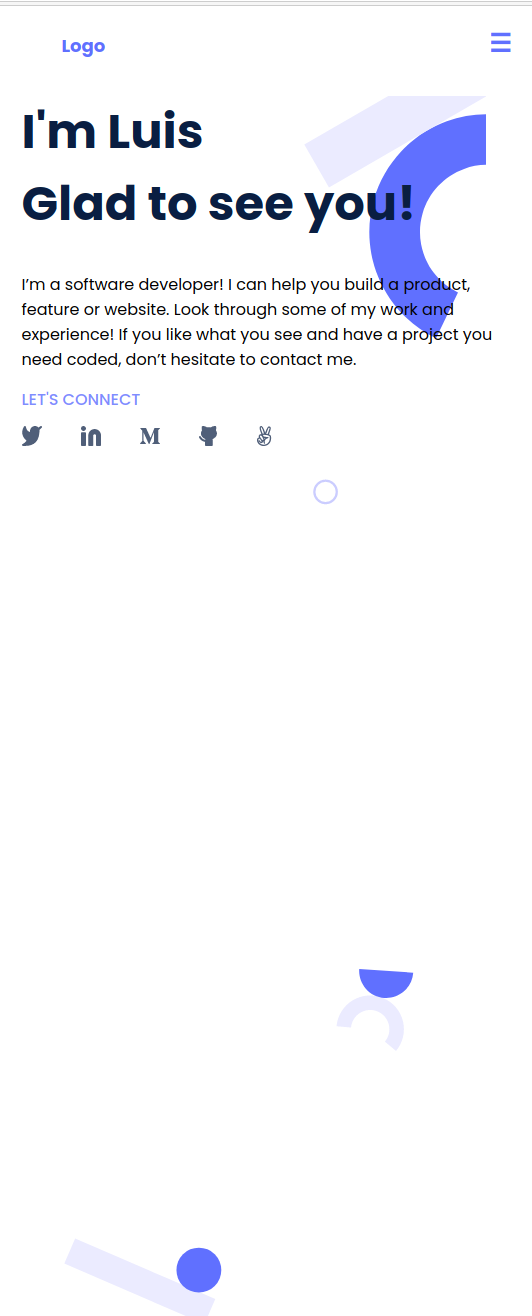 Logo
I'm Luis
Glad to see you!
I’m a software developer! I can help you build a product,
feature or website. Look through some of my work and
experience! If you like what you see and have a project you
need coded, don’t hesitate to contact me.
LET'S CONNECT